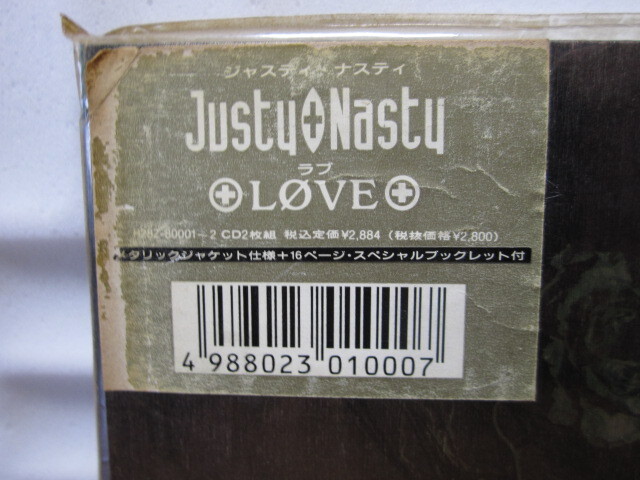 ジャスティ・ナスティ
Justy Nasty
ラブ
LØVE
CD2枚組 税込定価¥2,884 (税抜価格¥2,800)
メタリックジャケット仕様+16ページ・スペシャルブックレット付
4 988023 010007